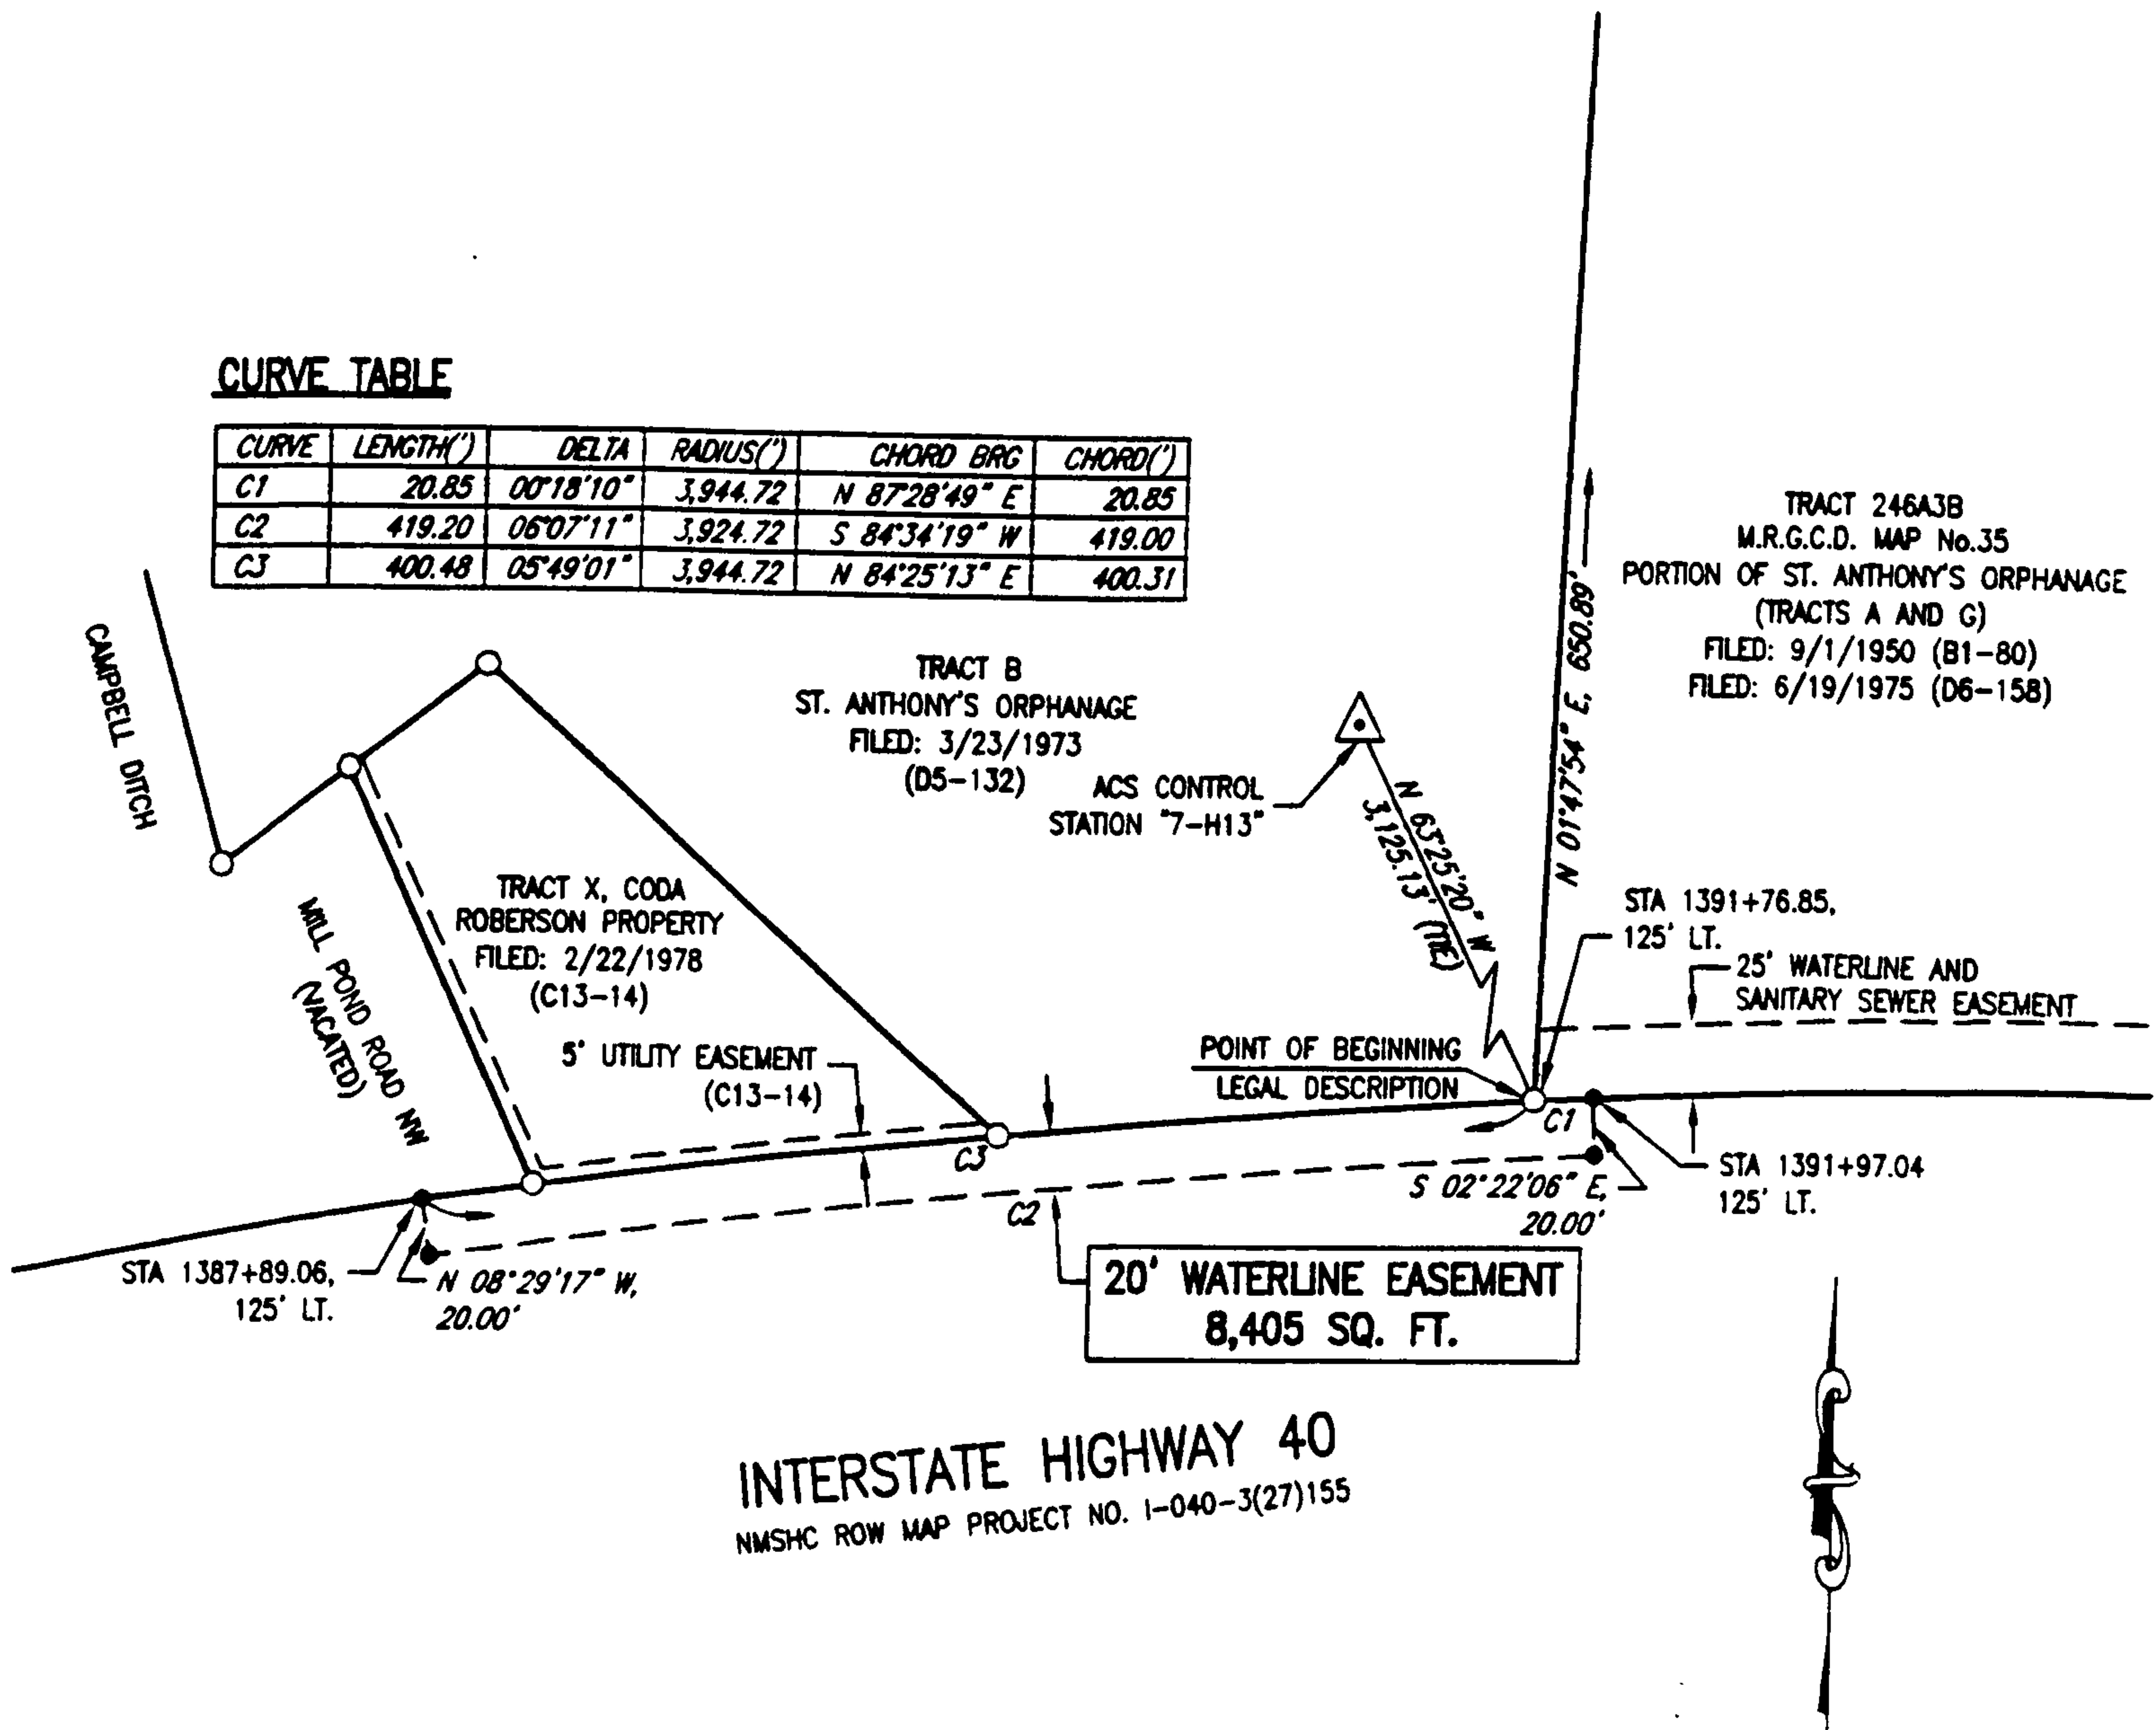 CURVE TABLE
CURVE LENGTH(') DELTA RADIUS(') CHORD BRG CHORD(')
C1 20.85 00°18'10" 3,944.72 N 87°28'49" E 20.85
C2 419.20 06°07'11" 3,924.72 S 84°34'19" W 419.00
C3 400.48 05°49'01" 3,944.72 N 84°25'13" E 400.31
TRACT 246A3B
M.R.G.C.D. MAP No.35
PORTION OF ST. ANTHONY'S ORPHANAGE
(TRACTS A AND G)
FILED: 9/1/1950 (B1-80)
FILED: 6/19/1975 (D6-158)
N 01°47'54" E, 650.89'
CAMPBELL DITCH
TRACT B
ST. ANTHONY'S ORPHANAGE
FILED: 3/23/1973
(D5-132)
ACS CONTROL
STATION "7-H13"
N 63°25'20" W
3,125.13' (TIE)
TRACT X, CODA
ROBERSON PROPERTY
FILED: 2/22/1978
(C13-14)
MILL POND ROAD NW
(VACATED)
STA 1391+76.85,
125' LT.
25' WATERLINE AND
SANITARY SEWER EASEMENT
5' UTILITY EASEMENT
(C13-14)
POINT OF BEGINNING
LEGAL DESCRIPTION
C1
C3
C2
S 02°22'06" E,
20.00'
STA 1391+97.04
125' LT.
STA 1387+89.06,
125' LT.
N 08°29'17" W,
20.00'
20' WATERLINE EASEMENT
8,405 SQ. FT.
INTERSTATE HIGHWAY 40
NMSHC ROW MAP PROJECT NO. I-040-3(27)155